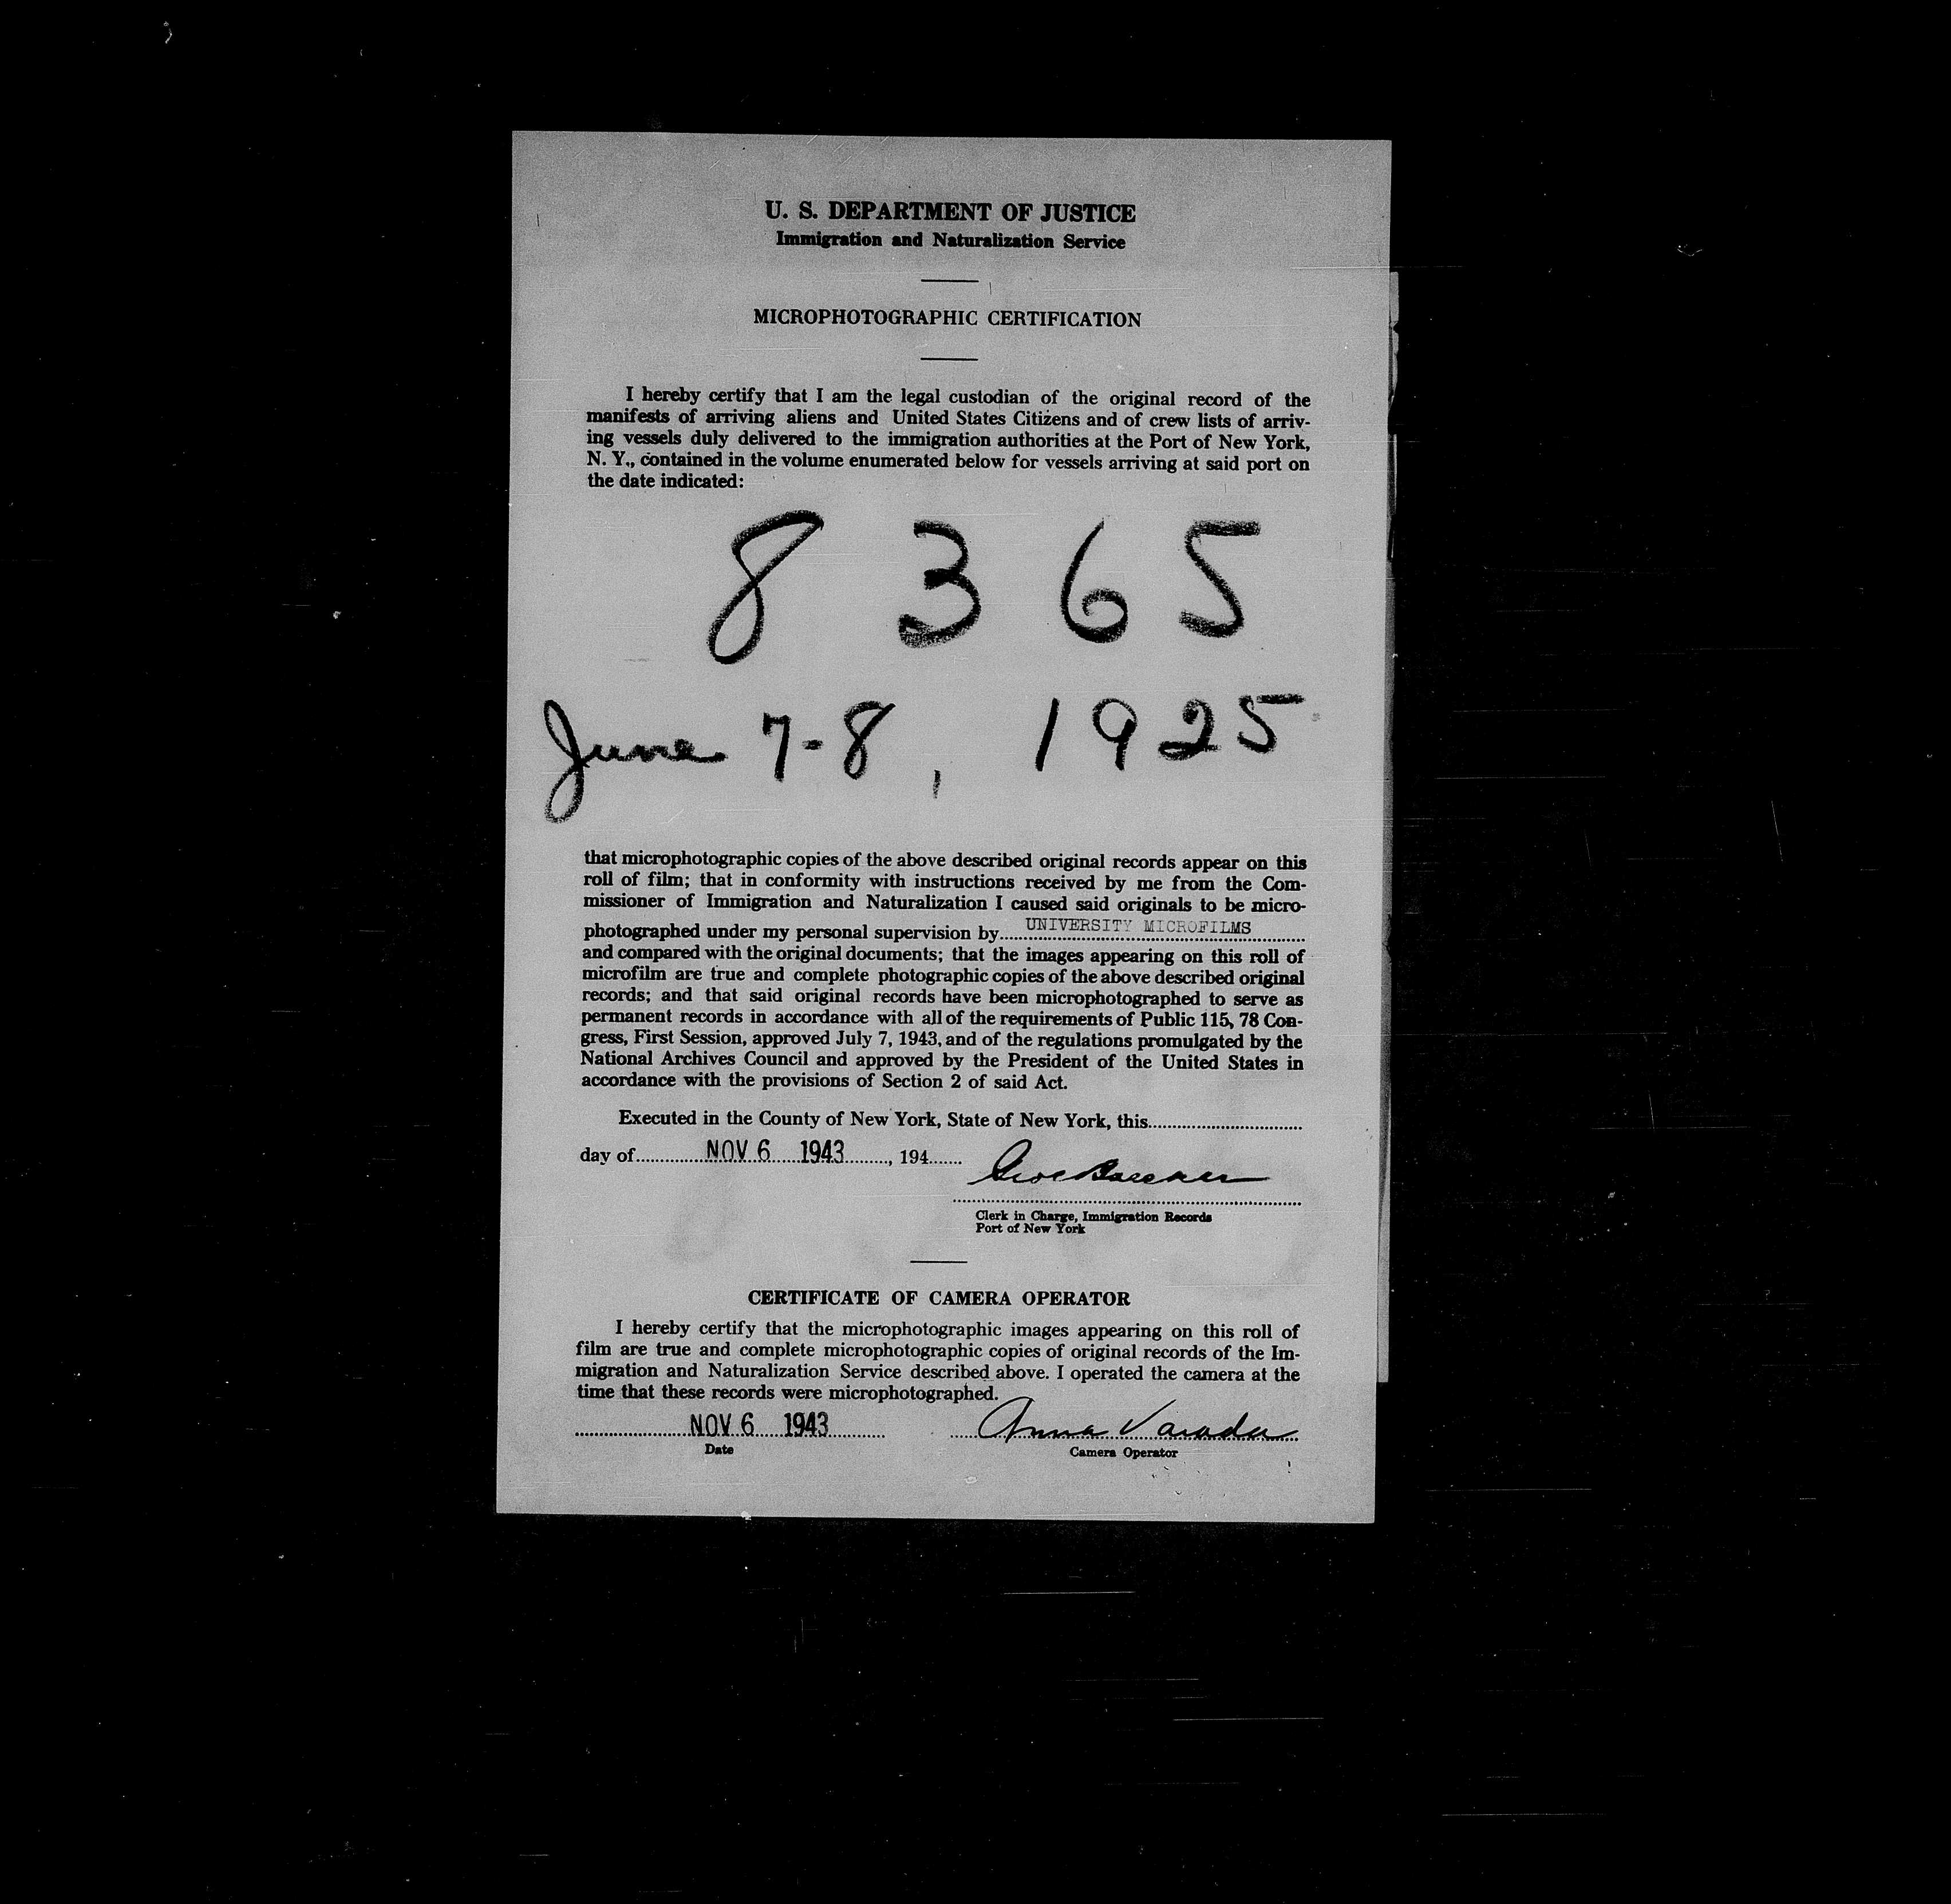 U. S. DEPARTMENT OF JUSTICE
Immigration and Naturalization Service
MICROPHOTOGRAPHIC CERTIFICATION
I hereby certify that I am the legal custodian of the original record of the
manifests of arriving aliens and United States Citizens and of crew lists of arriv-
ing vessels duly delivered to the immigration authorities at the Port of New York,
N. Y., contained in the volume enumerated below for vessels arriving at said port on
the date indicated:
8 3 6 5
June 7-8, 1925
that microphotographic copies of the above described original records appear on this
roll of film; that in conformity with instructions received by me from the Com-
missioner of Immigration and Naturalization I caused said originals to be micro-
photographed under my personal supervision by UNIVERSITY MICROFILMS
and compared with the original documents; that the images appearing on this roll of
microfilm are true and complete photographic copies of the above described original
records; and that said original records have been microphotographed to serve as
permanent records in accordance with all of the requirements of Public 115, 78 Con-
gress, First Session, approved July 7, 1943, and of the regulations promulgated by the
National Archives Council and approved by the President of the United States in
accordance with the provisions of Section 2 of said Act.
Executed in the County of New York, State of New York, this
day of NOV 6 1943, 194
Clerk in Charge, Immigration Records
Port of New York
CERTIFICATE OF CAMERA OPERATOR
I hereby certify that the microphotographic images appearing on this roll of
film are true and complete microphotographic copies of original records of the Im-
migration and Naturalization Service described above. I operated the camera at the
time that these records were microphotographed.
NOV 6 1943 Anna Varada
Date Camera Operator